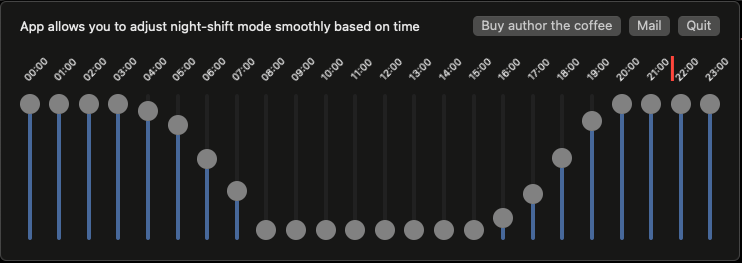 App allows you to adjust night-shift mode smoothly based on time Buy author the coffee Mail Quit
00:00 01:00 02:00 03:00 04:00 05:00 06:00 07:00 08:00 09:00 10:00 11:00 12:00 13:00 14:00 15:00 16:00 17:00 18:00 19:00 20:00 21:00 22:00 23:00